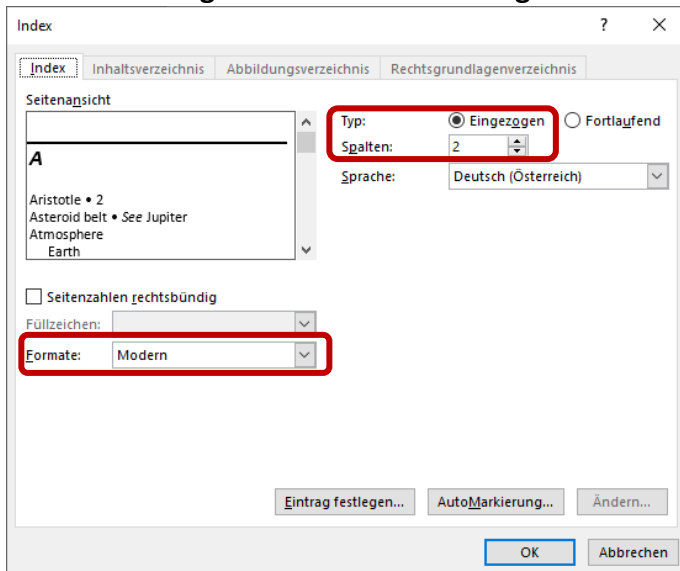 Index ? ×
Index Inhaltsverzeichnis Abbildungsverzeichnis Rechtsgrundlagenverzeichnis
Seitenansicht
A
Aristotle • 2
Asteroid belt • See Jupiter
Atmosphere
Earth
Typ: Eingezogen Fortlaufend
Spalten: 2
Sprache: Deutsch (Österreich)
Seitenzahlen rechtsbündig
Füllzeichen:
Formate: Modern
Eintrag festlegen... AutoMarkierung... Ändern...
OK Abbrechen